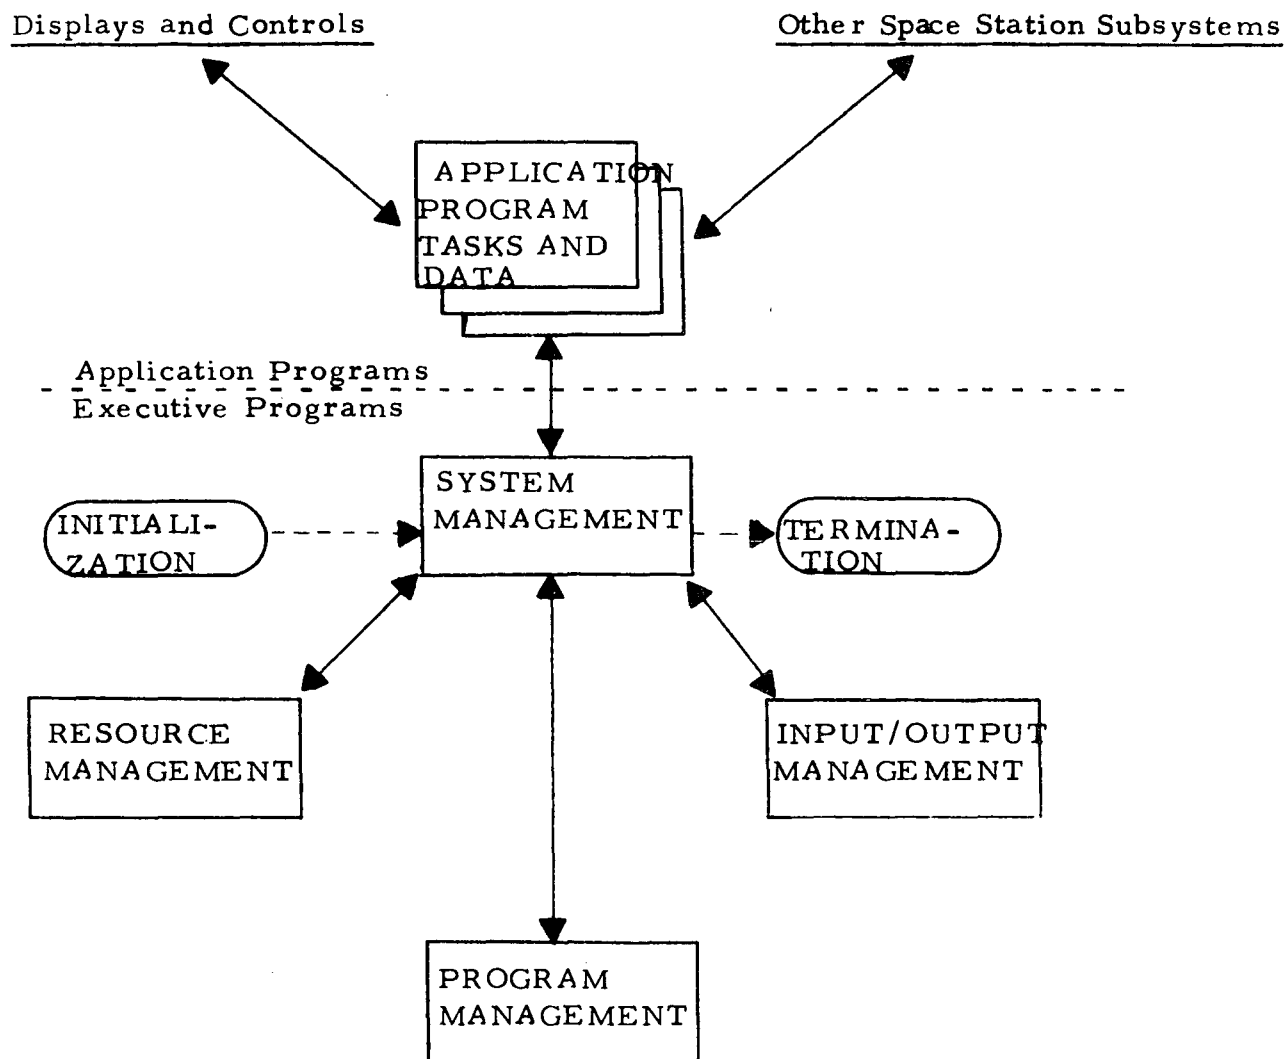 Displays and Controls
Other Space Station Subsystems
APPLICATION
PROGRAM
TASKS AND
DATA
Application Programs
Executive Programs
SYSTEM
MANAGEMENT
INITIALI-
ZATION
TERMINA-
TION
RESOURCE
MANAGEMENT
INPUT/OUTPUT
MANAGEMENT
PROGRAM
MANAGEMENT